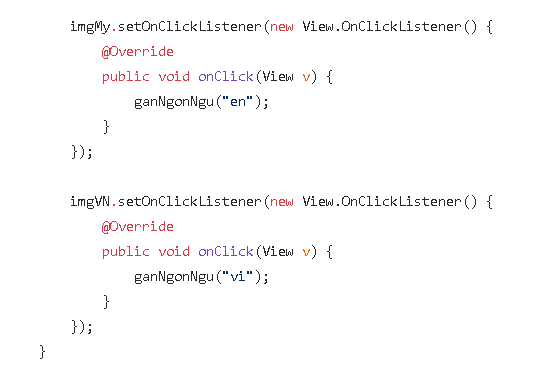 imgMy.setOnClickListener(new View.OnClickListener() {
@Override
public void onClick(View v) {
ganNgonNgu("en");
}
});
imgVN.setOnClickListener(new View.OnClickListener() {
@Override
public void onClick(View v) {
ganNgonNgu("vi");
}
});
}